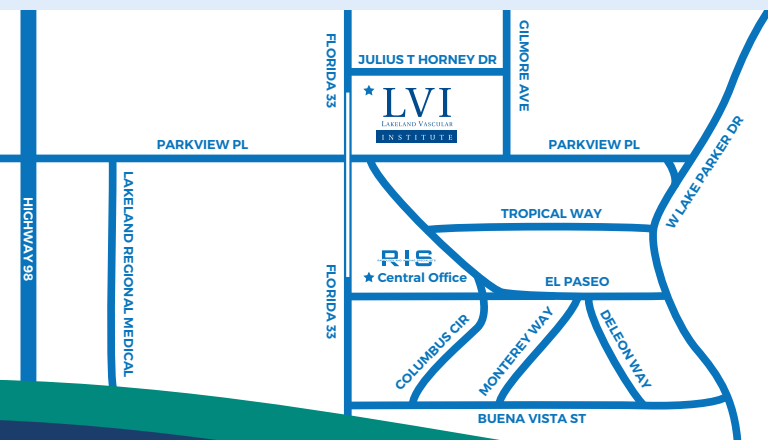 FLORIDA 33
GILMORE AVE
JULIUS T HORNEY DR
LVI
LAKELAND VASCULAR
INSTITUTE
PARKVIEW PL
PARKVIEW PL
W LAKE PARKER DR
HIGHWAY 98
LAKELAND REGIONAL MEDICAL
TROPICAL WAY
RIS
Central Office
FLORIDA 33
EL PASEO
COLUMBUS CIR
MONTEREY WAY
DELEON WAY
BUENA VISTA ST